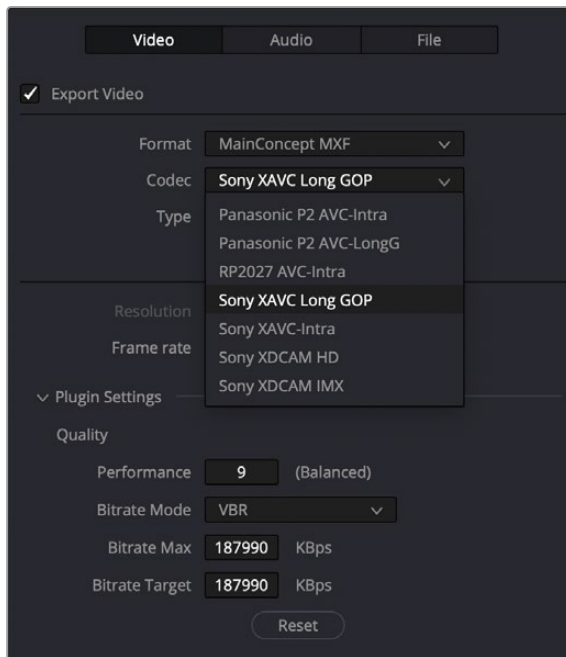 Video Audio File
Export Video
Format MainConcept MXF
Codec Sony XAVC Long GOP
Type
Panasonic P2 AVC-Intra
Panasonic P2 AVC-LongG
RP2027 AVC-Intra
Sony XAVC Long GOP
Resolution
Sony XAVC-Intra
Frame rate
Sony XDCAM HD
Sony XDCAM IMX
Plugin Settings
Quality
Performance 9 (Balanced)
Bitrate Mode VBR
Bitrate Max 187990 KBps
Bitrate Target 187990 KBps
Reset